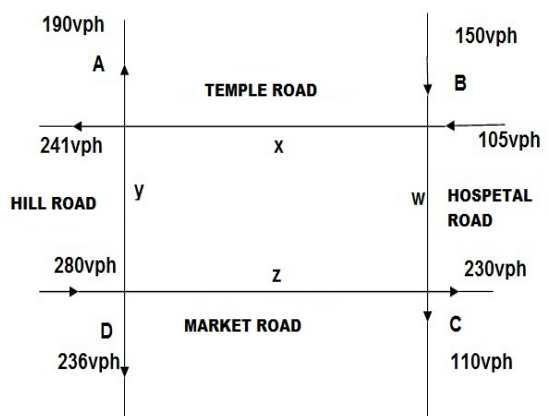 190vph
150vph
A
B
TEMPLE ROAD
241vph
x
105vph
HILL ROAD
y
w
HOSPETAL
ROAD
280vph
z
230vph
D
MARKET ROAD
C
236vph
110vph